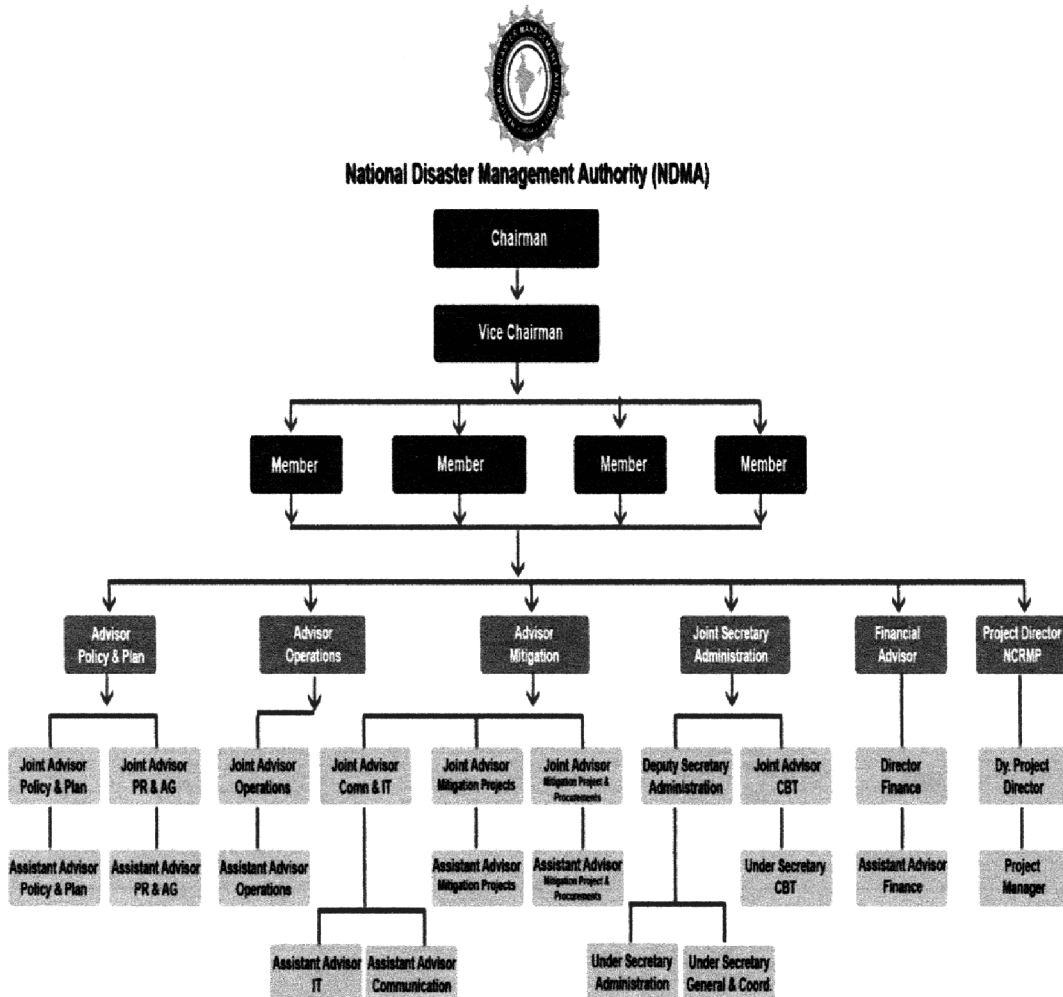 NATIONAL DISASTER MANAGEMENT AUTHORITY
National Disaster Management Authority (NDMA)
Chairman
Vice Chairman
Member
Member
Member
Member
Advisor
Policy & Plan
Advisor
Operations
Advisor
Mitigation
Joint Secretary
Administration
Financial
Advisor
Project Director
NCRMP
Joint Advisor
Policy & Plan
Joint Advisor
PR & AG
Joint Advisor
Operations
Joint Advisor
Comn & IT
Joint Advisor
Mitigation Projects
Joint Advisor
Mitigation Project &
Procurements
Deputy Secretary
Administration
Joint Advisor
CBT
Director
Finance
Dy. Project
Director
Assistant Advisor
Policy & Plan
Assistant Advisor
PR & AG
Assistant Advisor
Operations
Assistant Advisor
Mitigation Projects
Assistant Advisor
Mitigation Project &
Procurements
Under Secretary
CBT
Assistant Advisor
Finance
Project
Manager
Assistant Advisor
IT
Assistant Advisor
Communication
Under Secretary
Administration
Under Secretary
General & Coord.